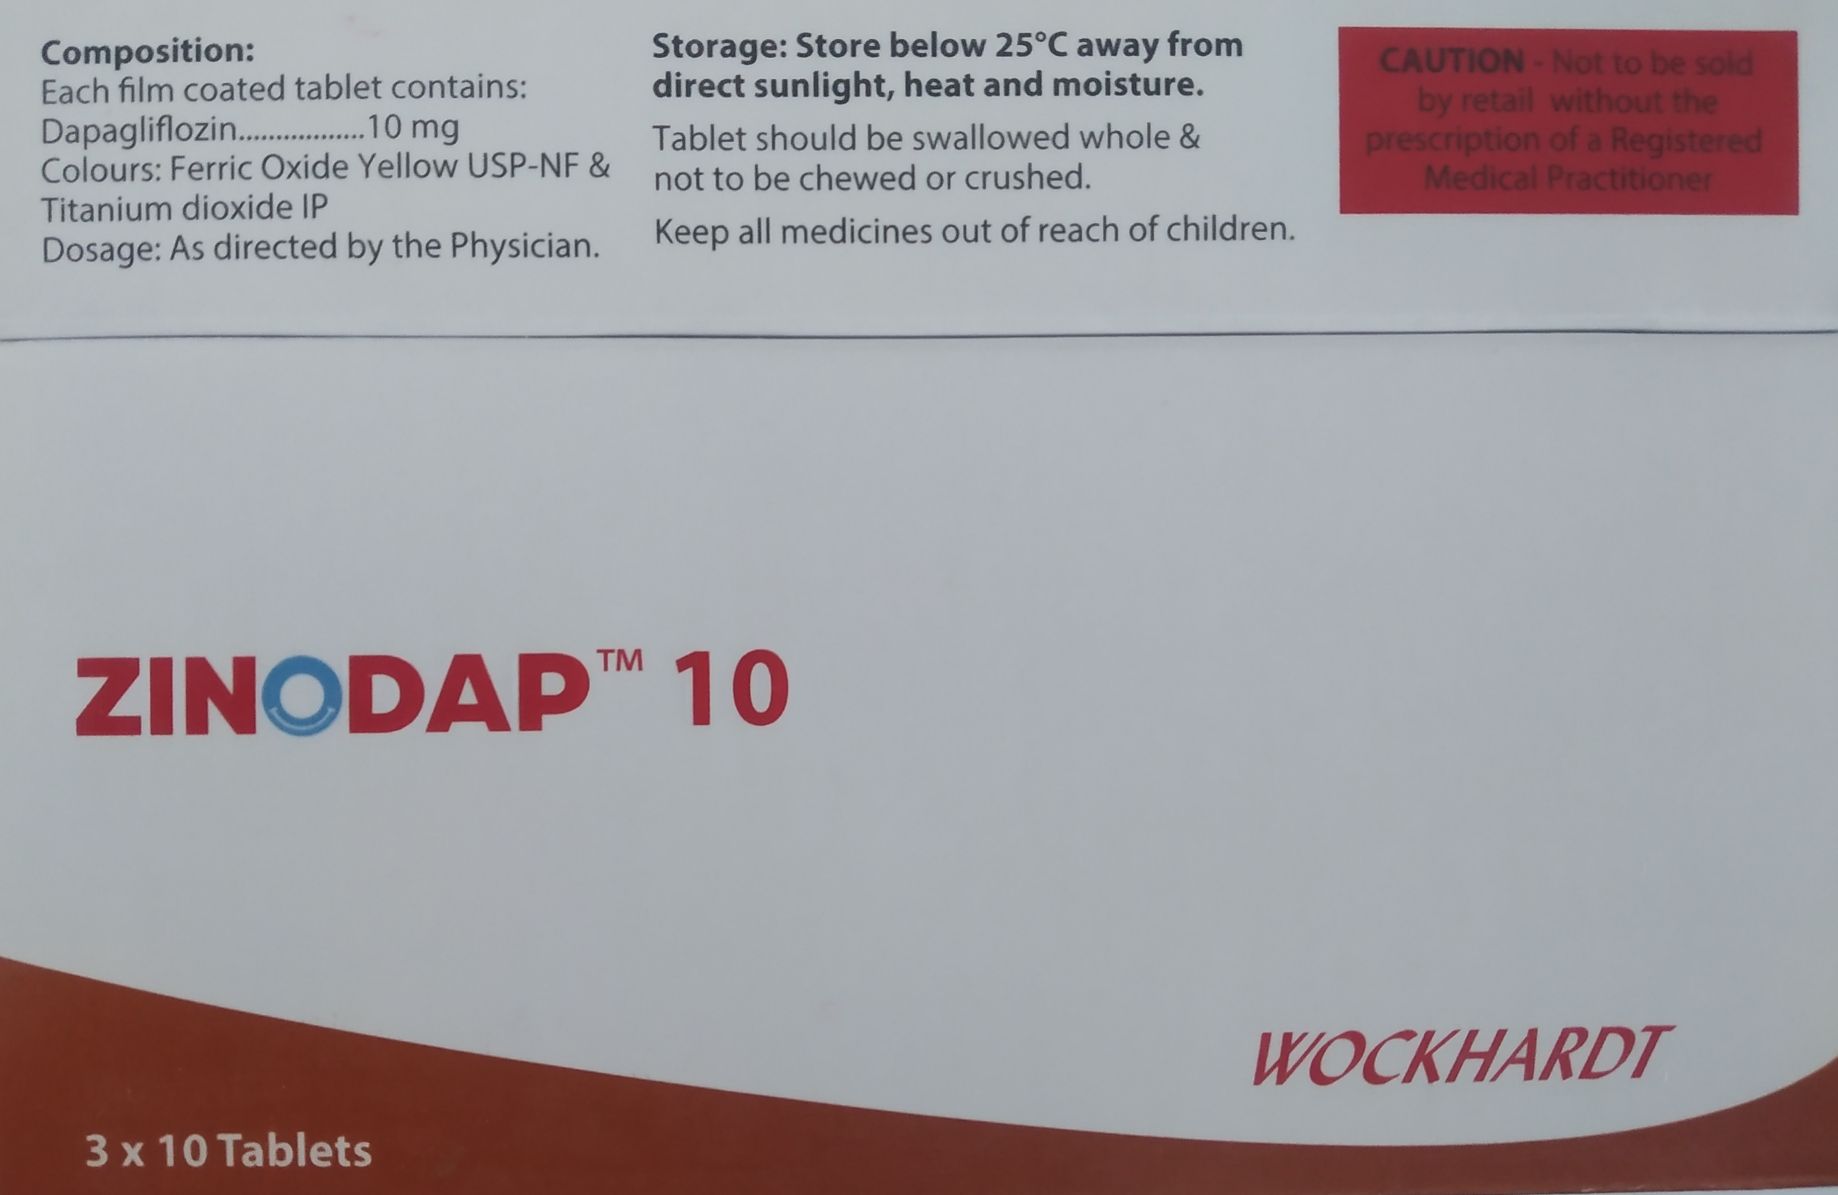 Composition:
Each film coated tablet contains:
Dapagliflozin.................10 mg
Colours: Ferric Oxide Yellow USP-NF &
Titanium dioxide IP
Dosage: As directed by the Physician.
Storage: Store below 25°C away from
direct sunlight, heat and moisture.
Tablet should be swallowed whole &
not to be chewed or crushed.
Keep all medicines out of reach of children.
CAUTION - Not to be sold
by retail without the
prescription of a Registered
Medical Practitioner
ZINODAP™ 10
WOCKHARDT
3 x 10 Tablets